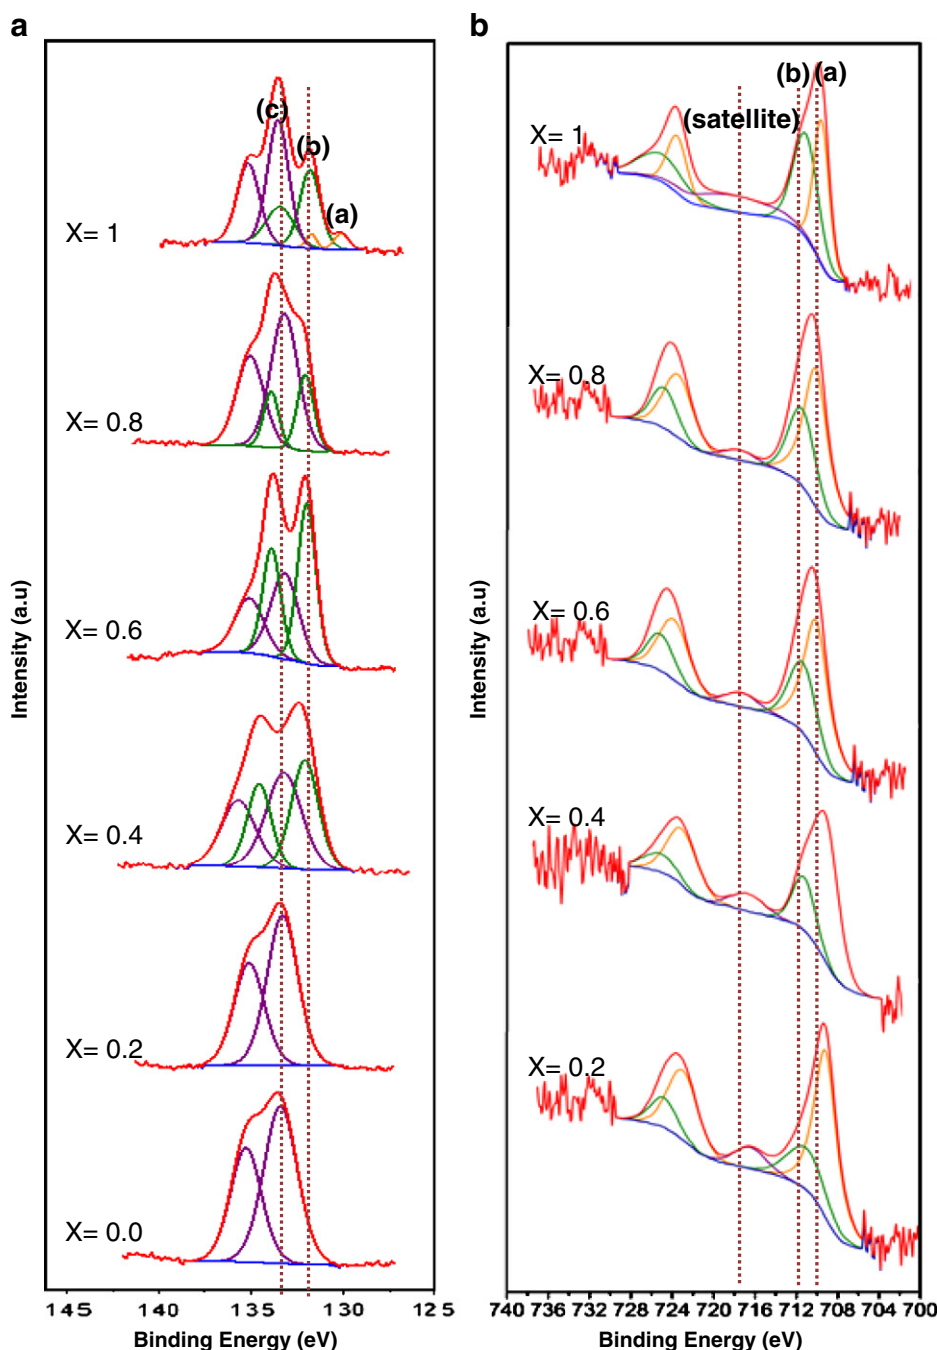 a
(c)
(b)
(a)
X= 1
X= 0.8
X= 0.6
X= 0.4
X= 0.2
X= 0.0
Intensity (a.u)
145 140 135 130 125
Binding Energy (eV)
b
(b) (a)
(satellite)
X= 1
X= 0.8
X= 0.6
X= 0.4
X= 0.2
Intensity (a.u)
740 736 732 728 724 720 716 712 708 704 700
Binding Energy (eV)